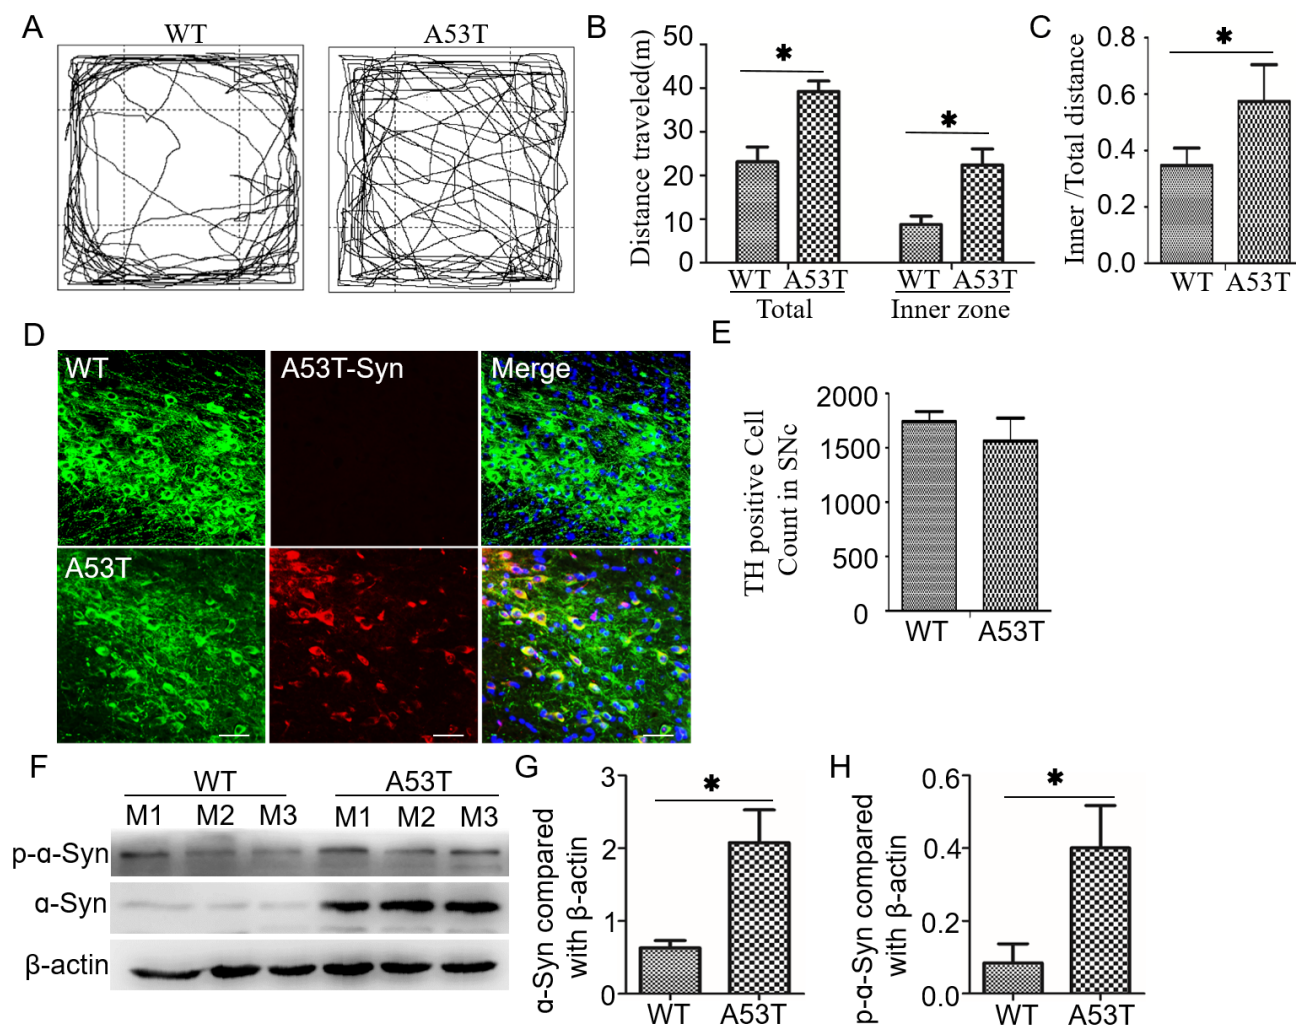 A
WT
A53T
B
Distance traveled(m)
50
40
30
20
10
0
✱
✱
WT A53T WT A53T
Total Inner zone
C
Inner /Total distance
0.8
0.6
0.4
0.2
0.0
✱
WT A53T
D
WT
A53T-Syn
Merge
A53T
E
TH positive Cell
Count in SNc
2000
1500
1000
500
0
WT A53T
F
WT A53T
M1 M2 M3 M1 M2 M3
p-α-Syn
α-Syn
β-actin
G
α-Syn compared
with β-actin
3
2
1
0
✱
WT A53T
H
p-α-Syn compared
with β-actin
0.6
0.4
0.2
0.0
✱
WT A53T